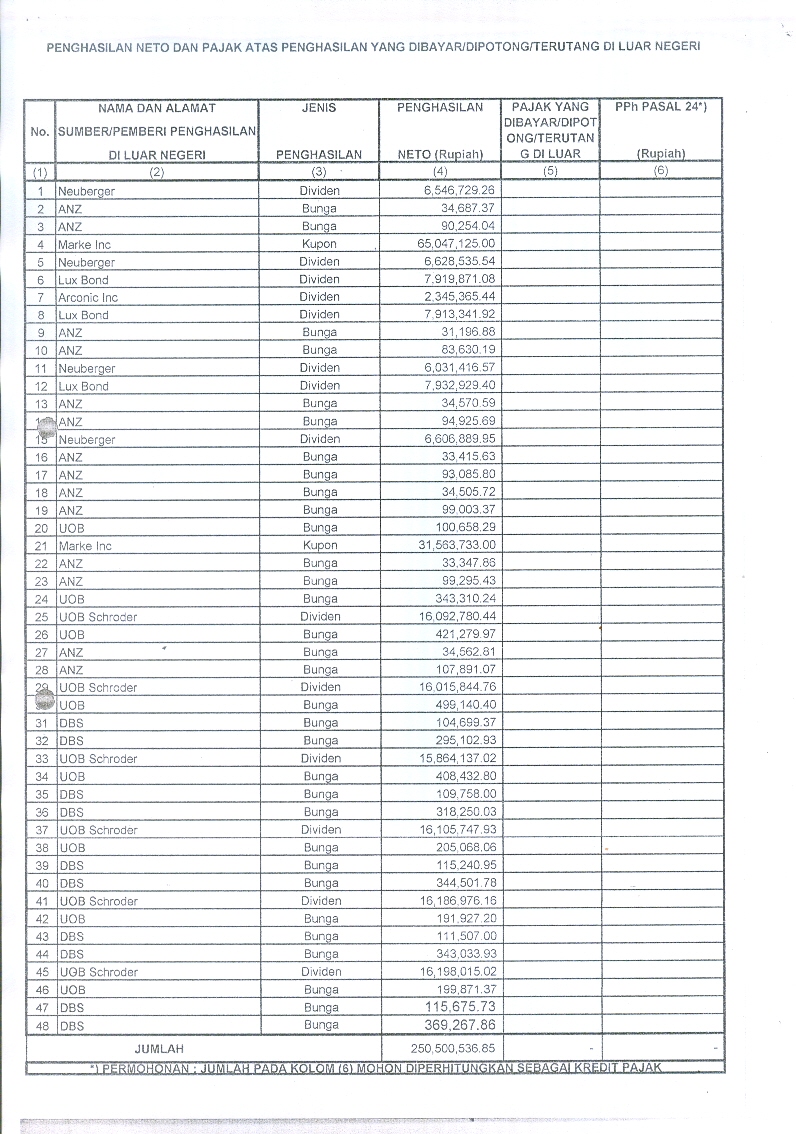 PENGHASILAN NETO DAN PAJAK ATAS PENGHASILAN YANG DIBAYAR/DIPOTONG/TERUTANG DI LUAR NEGERI
No. NAMA DAN ALAMAT SUMBER/PEMBERI PENGHASILAN DI LUAR NEGERI JENIS PENGHASILAN PENGHASILAN NETO (Rupiah) PAJAK YANG DIBAYAR/DIPOT ONG/TERUTAN G DI LUAR PPh PASAL 24*) (Rupiah)
(1) (2) (3) (4) (5) (6)
1 Neuberger Dividen 6,546,729.26
2 ANZ Bunga 34,687.37
3 ANZ Bunga 90,254.04
4 Marke Inc Kupon 65,047,125.00
5 Neuberger Dividen 6,628,535.54
6 Lux Bond Dividen 7,919,871.08
7 Arconic Inc Dividen 2,345,365.44
8 Lux Bond Dividen 7,913,341.92
9 ANZ Bunga 31,196.88
10 ANZ Bunga 83,630.19
11 Neuberger Dividen 6,031,416.57
12 Lux Bond Dividen 7,932,929.40
13 ANZ Bunga 34,570.59
ANZ Bunga 94,925.69
15 Neuberger Dividen 6,606,889.95
16 ANZ Bunga 33,415.63
17 ANZ Bunga 93,085.80
18 ANZ Bunga 34,505.72
19 ANZ Bunga 99,003.37
20 UOB Bunga 100,658.29
21 Marke Inc Kupon 31,563,733.00
22 ANZ Bunga 33,347.86
23 ANZ Bunga 99,295.43
24 UOB Bunga 343,310.24
25 UOB Schroder Dividen 16,092,780.44
26 UOB Bunga 421,279.97
27 ANZ Bunga 34,562.81
28 ANZ Bunga 107,891.07
29 UOB Schroder Dividen 16,015,844.76
UOB Bunga 499,140.40
31 DBS Bunga 104,699.37
32 DBS Bunga 295,102.93
33 UOB Schroder Dividen 15,864,137.02
34 UOB Bunga 408,432.80
35 DBS Bunga 109,758.00
36 DBS Bunga 318,250.03
37 UOB Schroder Dividen 16,105,747.93
38 UOB Bunga 205,068.06
39 DBS Bunga 115,240.95
40 DBS Bunga 344,501.78
41 UOB Schroder Dividen 16,186,976.16
42 UOB Bunga 191,927.20
43 DBS Bunga 111,507.00
44 DBS Bunga 343,033.93
45 UOB Schroder Dividen 16,198,015.02
46 UOB Bunga 199,871.37
47 DBS Bunga 115,675.73
48 DBS Bunga 369,267.86
JUMLAH 250,500,536.85 - -
*) PERMOHONAN : JUMLAH PADA KOLOM (6) MOHON DIPERHITUNGKAN SEBAGAI KREDIT PAJAK